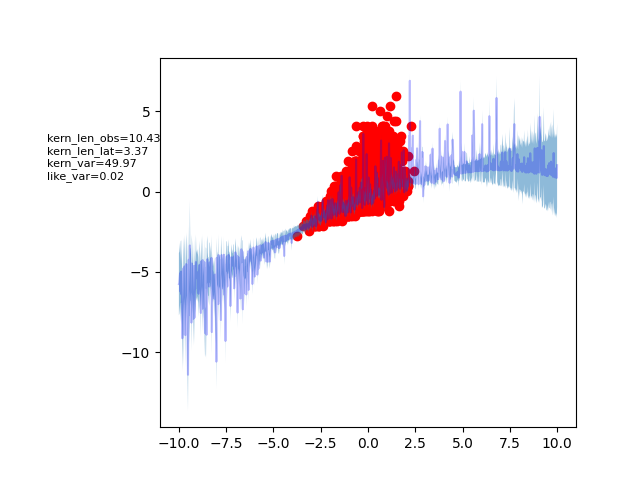 5
kern_len_obs=10.43
kern_len_lat=3.37
kern_var=49.97
like_var=0.02
0
−5
−10
−10.0 −7.5 −5.0 −2.5 0.0 2.5 5.0 7.5 10.0